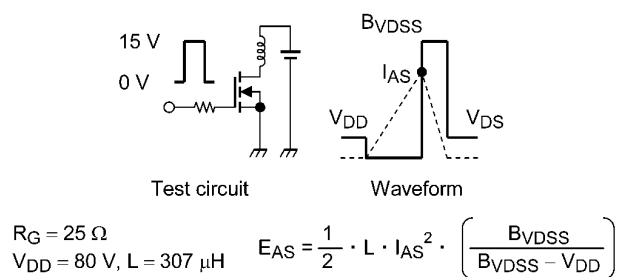 15 V
0 V
BVDSS
IAS
VDD
VDS
Test circuit
Waveform
RG = 25 Ω
VDD = 80 V, L = 307 μH
EAS = 1/2 · L · IAS² · (BVDSS / (BVDSS − VDD))